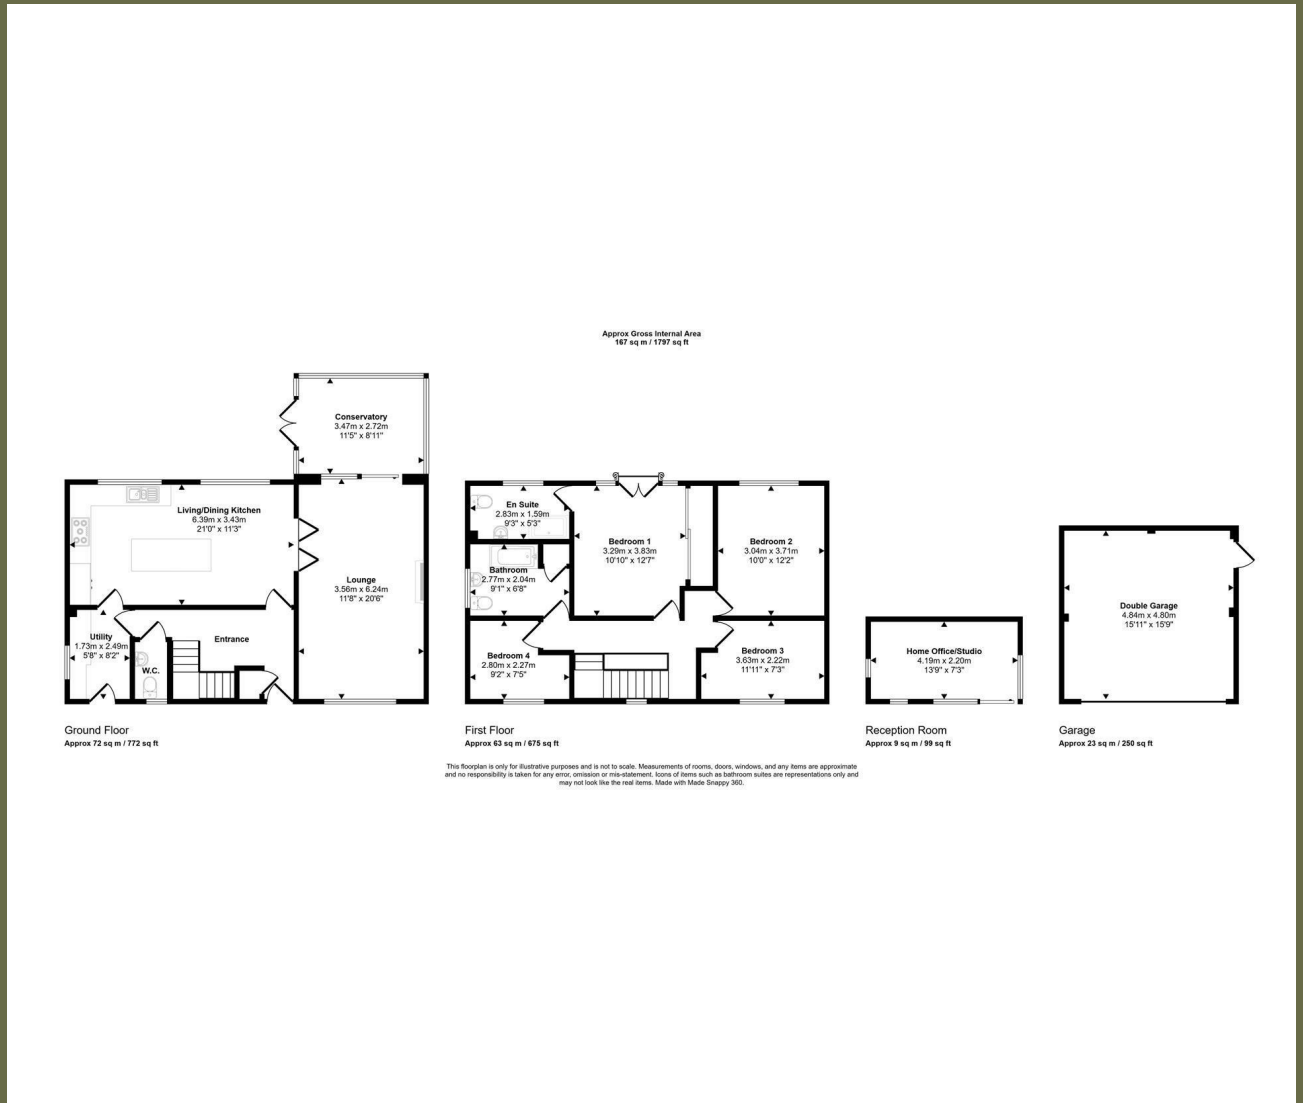 Approx Gross Internal Area
167 sq m / 1797 sq ft
Conservatory
3.47m x 2.72m
11'5" x 8'11"
Living/Dining Kitchen
6.39m x 3.43m
21'0" x 11'3"
Lounge
3.56m x 6.24m
11'8" x 20'6"
Utility
1.73m x 2.49m
5'8" x 8'2"
W.C.
Entrance
Ground Floor
Approx 72 sq m / 772 sq ft
En Suite
2.83m x 1.59m
9'3" x 5'3"
Bedroom 1
3.29m x 3.83m
10'10" x 12'7"
Bedroom 2
3.04m x 3.71m
10'0" x 12'2"
Bathroom
2.77m x 2.04m
9'1" x 6'8"
Bedroom 4
2.80m x 2.27m
9'2" x 7'5"
Bedroom 3
3.63m x 2.22m
11'11" x 7'3"
First Floor
Approx 63 sq m / 675 sq ft
Home Office/Studio
4.19m x 2.20m
13'9" x 7'3"
Reception Room
Approx 9 sq m / 99 sq ft
Double Garage
4.84m x 4.80m
15'11" x 15'9"
Garage
Approx 23 sq m / 250 sq ft
This floorplan is only for illustrative purposes and is not to scale. Measurements of rooms, doors, windows, and any items are approximate
and no responsibility is taken for any error, omission or mis-statement. Icons of items such as bathroom suites are representations only and
may not look like the real items. Made with Made Snappy 360.